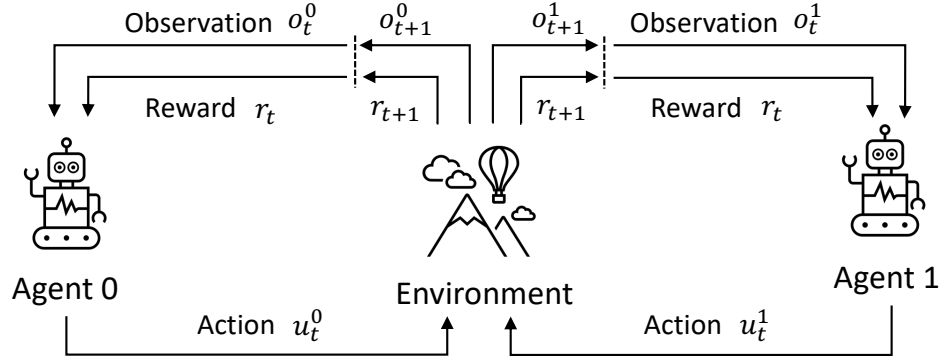 Observation $o_t^0$ $o_{t+1}^0$ $o_{t+1}^1$ Observation $o_t^1$
Reward $r_t$ $r_{t+1}$ $r_{t+1}$ Reward $r_t$
Agent 0 Environment Agent 1
Action $u_t^0$ Action $u_t^1$